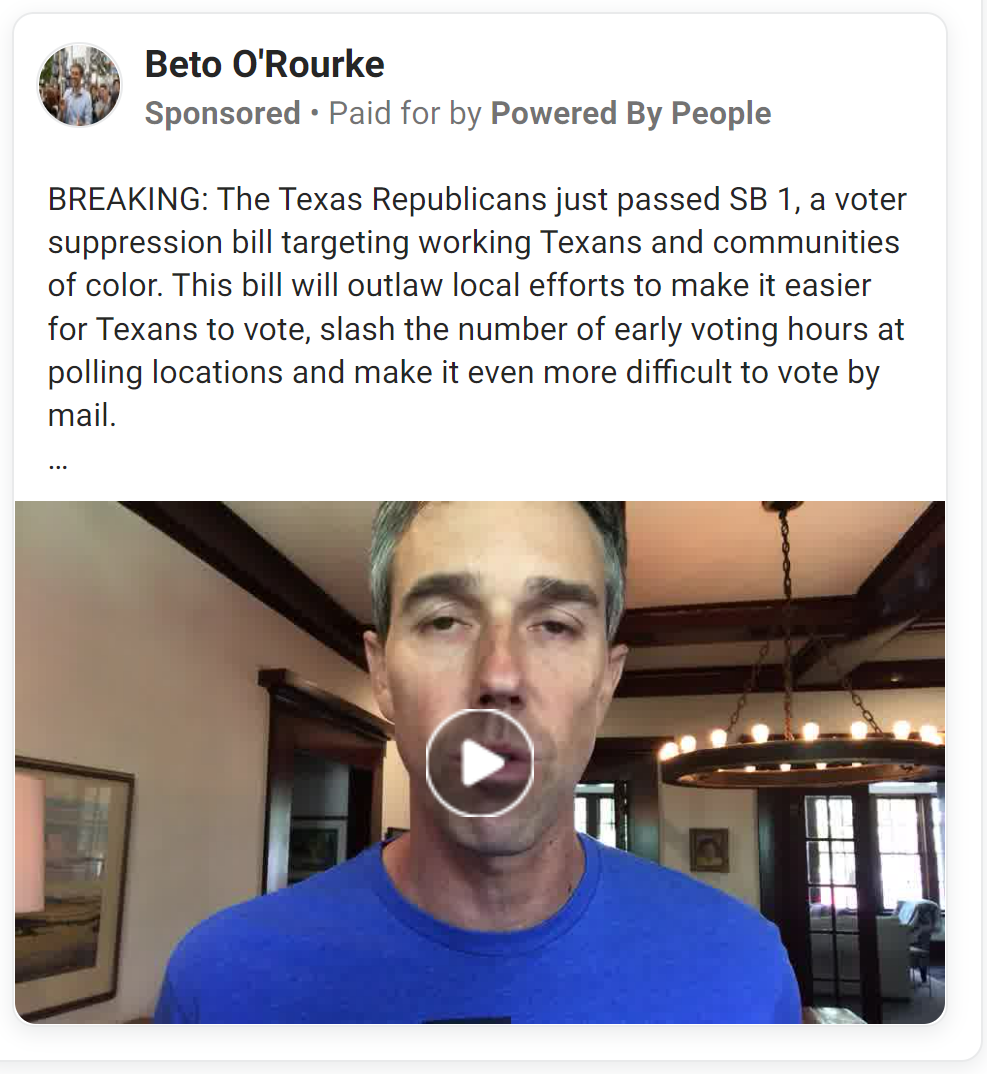 Beto O'Rourke
Sponsored • Paid for by Powered By People
BREAKING: The Texas Republicans just passed SB 1, a voter
suppression bill targeting working Texans and communities
of color. This bill will outlaw local efforts to make it easier
for Texans to vote, slash the number of early voting hours at
polling locations and make it even more difficult to vote by
mail.
...